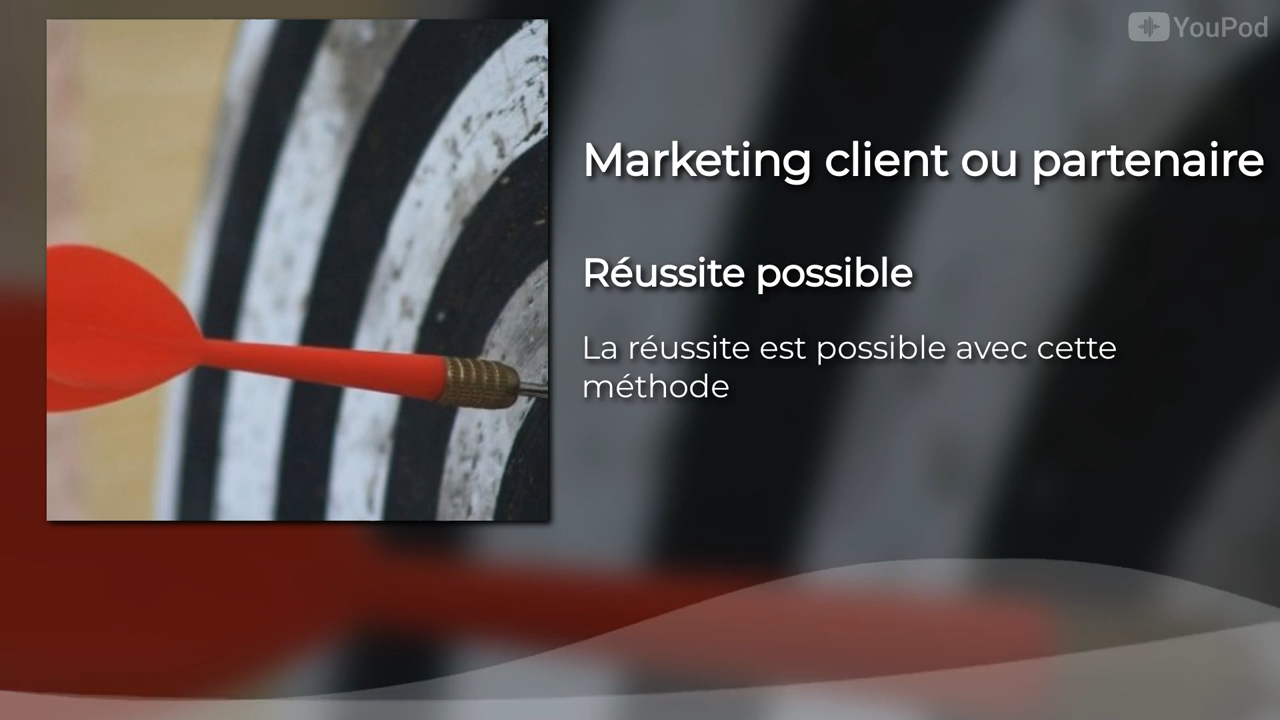 YouPod
Marketing client ou partenaire
Réussite possible
La réussite est possible avec cette
méthode